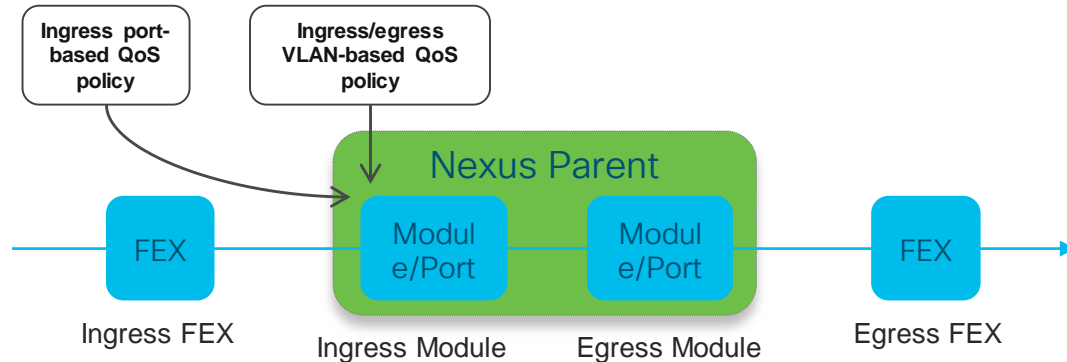 Ingress port-
based QoS
policy
Ingress/egress
VLAN-based QoS
policy
Nexus Parent
FEX
Modul
e/Port
Modul
e/Port
FEX
Ingress FEX
Ingress Module
Egress Module
Egress FEX